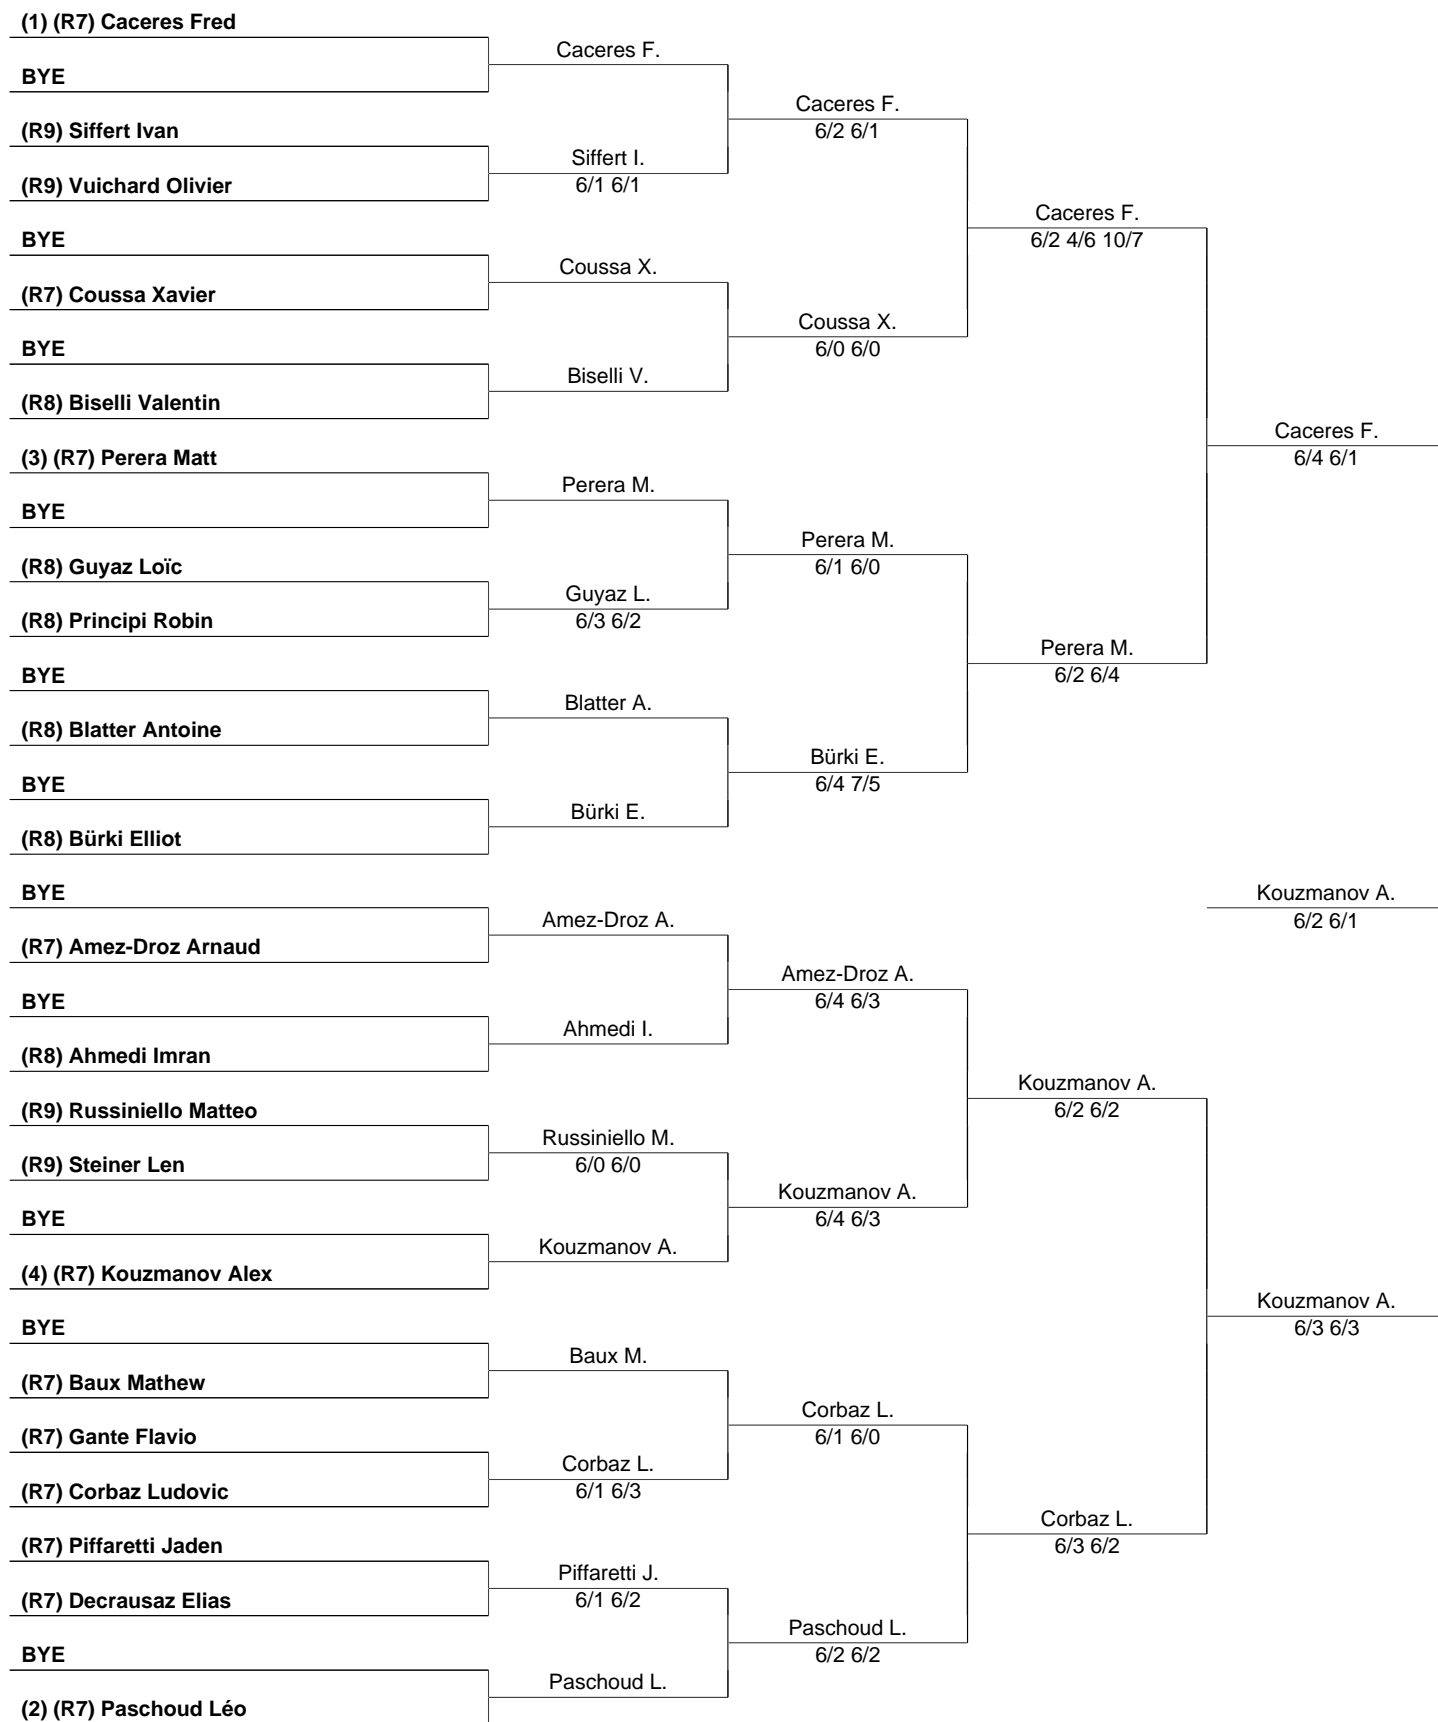 (1) (R7) Caceres Fred
BYE
(R9) Siffert Ivan
(R9) Vuichard Olivier
BYE
(R7) Coussa Xavier
BYE
(R8) Biselli Valentin
(3) (R7) Perera Matt
BYE
(R8) Guyaz Loïc
(R8) Principi Robin
BYE
(R8) Blatter Antoine
BYE
(R8) Bürki Elliot
BYE
(R7) Amez-Droz Arnaud
BYE
(R8) Ahmedi Imran
(R9) Russiniello Matteo
(R9) Steiner Len
BYE
(4) (R7) Kouzmanov Alex
BYE
(R7) Baux Mathew
(R7) Gante Flavio
(R7) Corbaz Ludovic
(R7) Piffaretti Jaden
(R7) Decrausaz Elias
BYE
(2) (R7) Paschoud Léo
Caceres F.
Siffert I.
6/1 6/1
Coussa X.
Biselli V.
Perera M.
Guyaz L.
6/3 6/2
Blatter A.
Bürki E.
Amez-Droz A.
Ahmedi I.
Russiniello M.
6/0 6/0
Kouzmanov A.
Baux M.
Corbaz L.
6/1 6/3
Piffaretti J.
6/1 6/2
Paschoud L.
Caceres F.
6/2 6/1
Coussa X.
6/0 6/0
Perera M.
6/1 6/0
Bürki E.
6/4 7/5
Amez-Droz A.
6/4 6/3
Kouzmanov A.
6/4 6/3
Corbaz L.
6/1 6/0
Paschoud L.
6/2 6/2
Caceres F.
6/2 4/6 10/7
Perera M.
6/2 6/4
Kouzmanov A.
6/2 6/2
Corbaz L.
6/3 6/2
Caceres F.
6/4 6/1
Kouzmanov A.
6/2 6/1
Kouzmanov A.
6/3 6/3